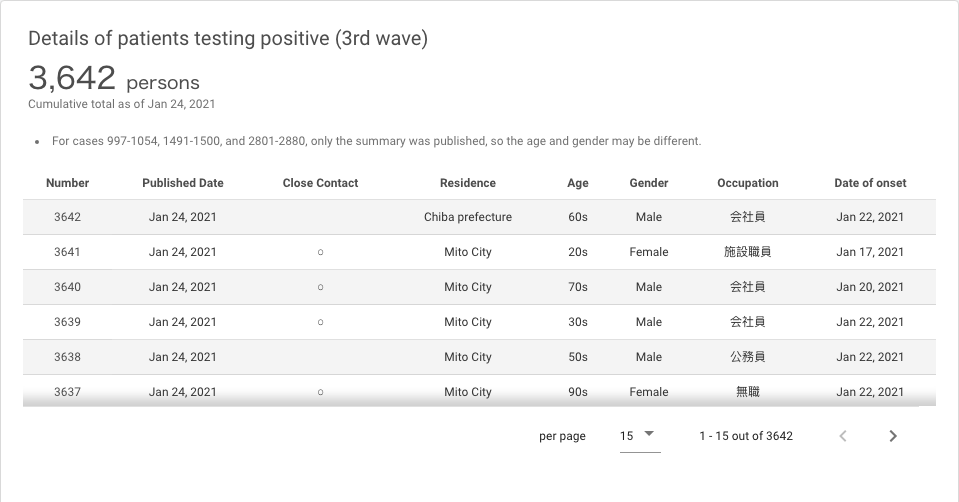 Details of patients testing positive (3rd wave)
3,642 persons
Cumulative total as of Jan 24, 2021
• For cases 997-1054, 1491-1500, and 2801-2880, only the summary was published, so the age and gender may be different.
Number Published Date Close Contact Residence Age Gender Occupation Date of onset
3642 Jan 24, 2021 Chiba prefecture 60s Male 会社員 Jan 22, 2021
3641 Jan 24, 2021 ○ Mito City 20s Female 施設職員 Jan 17, 2021
3640 Jan 24, 2021 ○ Mito City 70s Male 会社員 Jan 20, 2021
3639 Jan 24, 2021 ○ Mito City 30s Male 会社員 Jan 22, 2021
3638 Jan 24, 2021 Mito City 50s Male 公務員 Jan 22, 2021
3637 Jan 24, 2021 ○ Mito City 90s Female 無職 Jan 22, 2021
per page 15 1 - 15 out of 3642